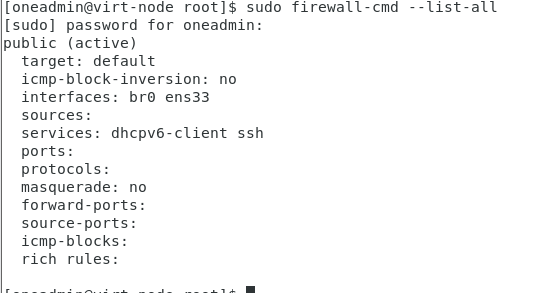 [oneadmin@virt-node root]$ sudo firewall-cmd --list-all
[sudo] password for oneadmin:
public (active)
  target: default
  icmp-block-inversion: no
  interfaces: br0 ens33
  sources:
  services: dhcpv6-client ssh
  ports:
  protocols:
  masquerade: no
  forward-ports:
  source-ports:
  icmp-blocks:
  rich rules:
[oneadmin@virt-node root]$